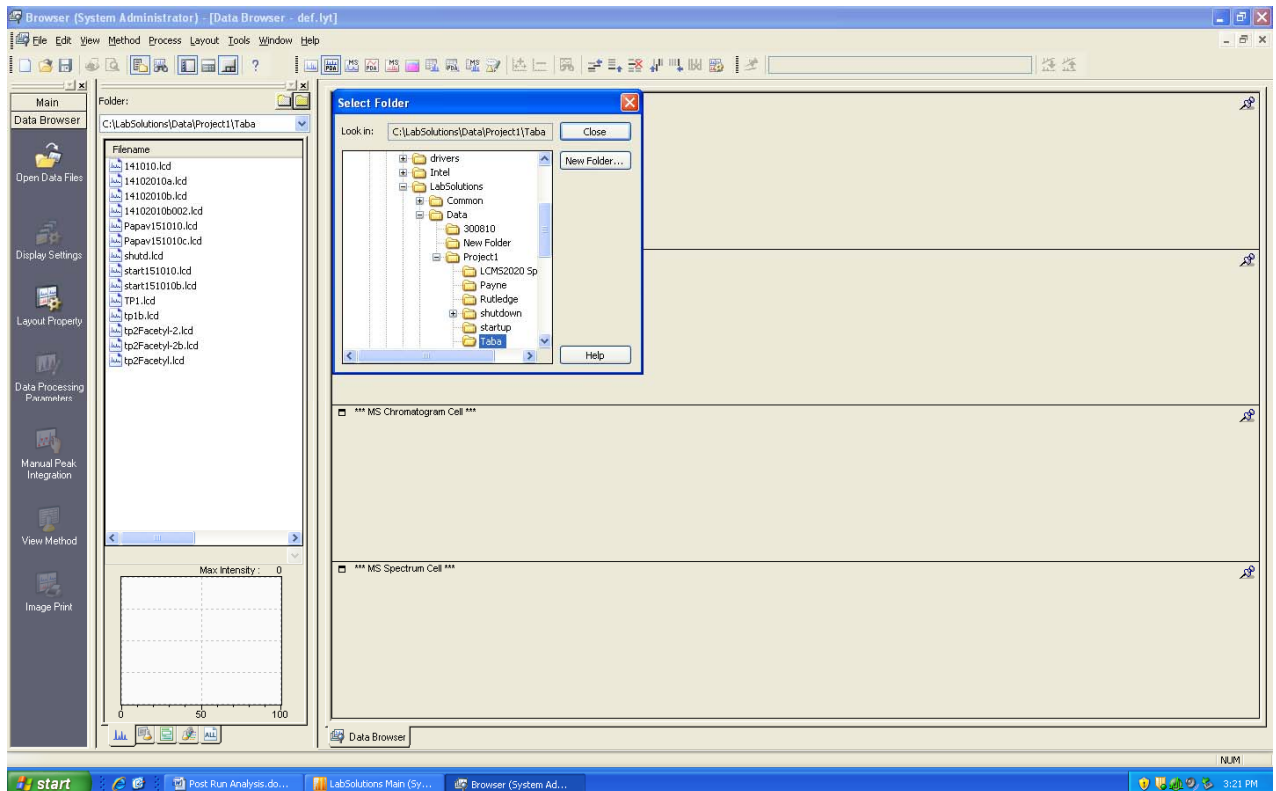 Browser (System Administrator) - [Data Browser - def.lyt]
File Edit View Method Process Layout Tools Window Help
Main
Data Browser
Open Data Files
Display Settings
Layout Property
Data Processing
Parameters
Manual Peak
Integration
View Method
Image Print
Folder:
C:\LabSolutions\Data\Project1\Taba
Filename
141010.lcd
14102010a.lcd
14102010b.lcd
14102010b002.lcd
Papav151010.lcd
Papav151010c.lcd
shutd.lcd
start151010.lcd
start151010b.lcd
TP1.lcd
tp1b.lcd
tp2Facetyl-2.lcd
tp2Facetyl-2b.lcd
tp2Facetyl.lcd
Max Intensity : 0
0 50 100
ALL
Select Folder
Look in: C:\LabSolutions\Data\Project1\Taba Close
New Folder...
drivers
Intel
LabSolutions
Common
Data
300810
New Folder
Project1
LCMS2020 Sp
Payne
Rutledge
shutdown
startup
Taba
Help
*** MS Chromatogram Cell ***
*** MS Spectrum Cell ***
Data Browser
NUM
start Post Run Analysis.do... LabSolutions Main (Sy... Browser (System Ad... 3:21 PM